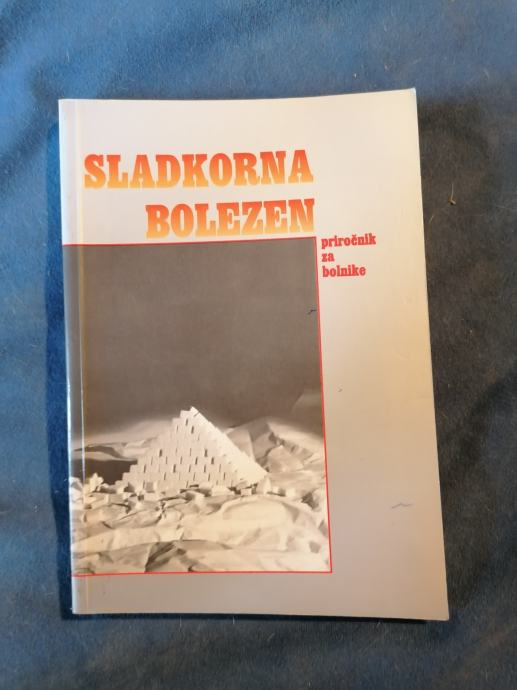 SLADKORNA
BOLEZEN
priročnik
za
bolnike